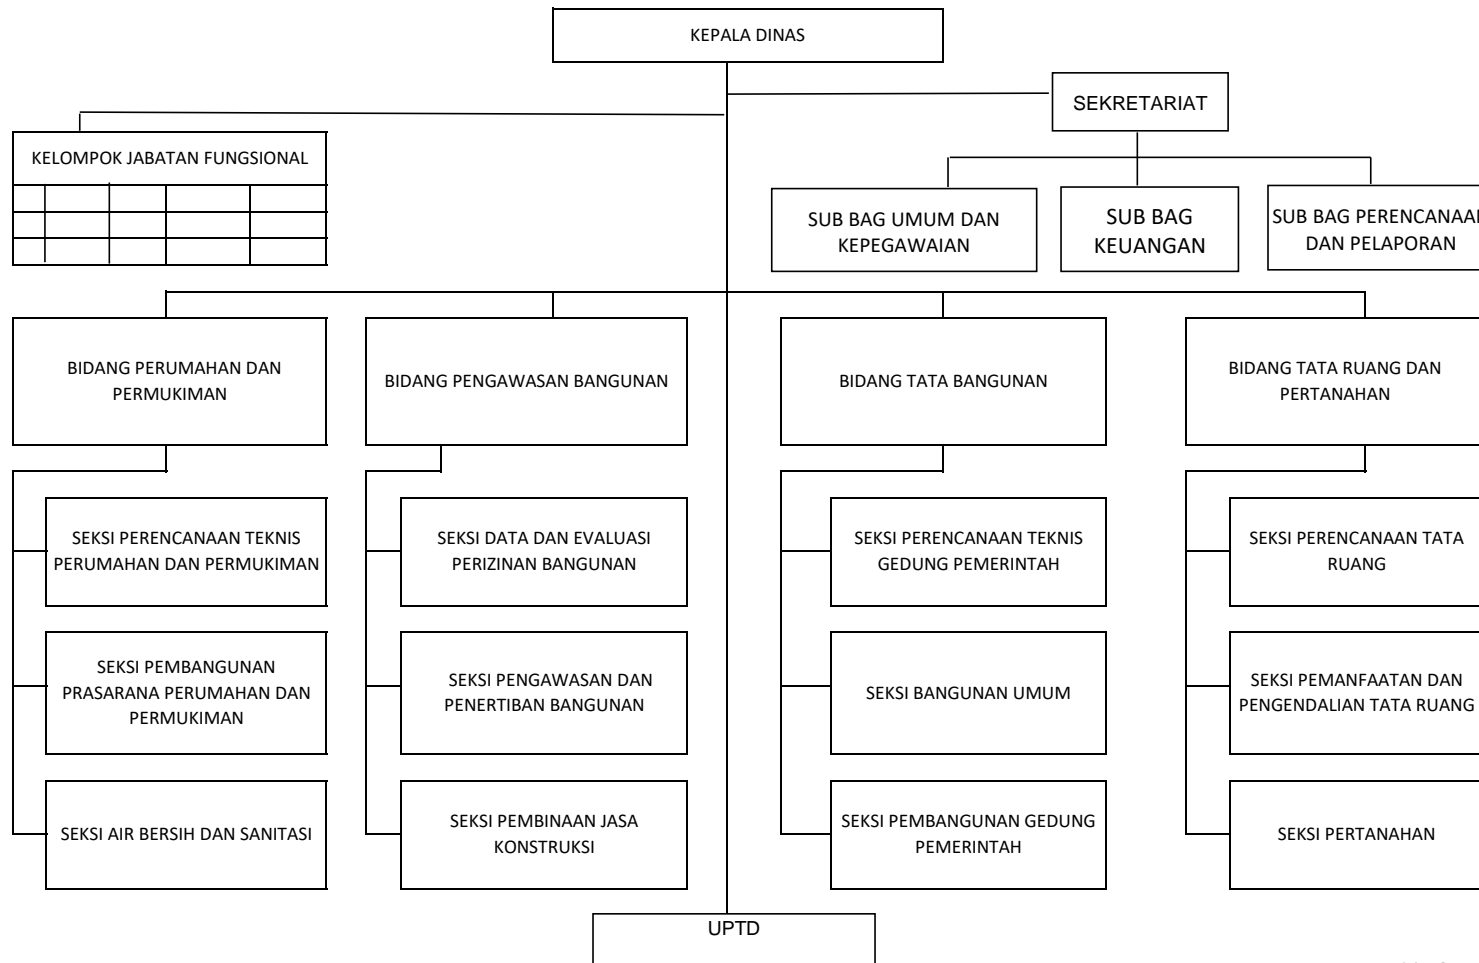 KEPALA DINAS
SEKRETARIAT
KELOMPOK JABATAN FUNGSIONAL
SUB BAG UMUM DAN
KEPEGAWAIAN
SUB BAG
KEUANGAN
SUB BAG PERENCANAAN
DAN PELAPORAN
BIDANG PERUMAHAN DAN
PERMUKIMAN
BIDANG PENGAWASAN BANGUNAN
BIDANG TATA BANGUNAN
BIDANG TATA RUANG DAN
PERTANAHAN
SEKSI PERENCANAAN TEKNIS
PERUMAHAN DAN PERMUKIMAN
SEKSI DATA DAN EVALUASI
PERIZINAN BANGUNAN
SEKSI PERENCANAAN TEKNIS
GEDUNG PEMERINTAH
SEKSI PERENCANAAN TATA
RUANG
SEKSI PEMBANGUNAN
PRASARANA PERUMAHAN DAN
PERMUKIMAN
SEKSI PENGAWASAN DAN
PENERTIBAN BANGUNAN
SEKSI BANGUNAN UMUM
SEKSI PEMANFAATAN DAN
PENGENDALIAN TATA RUANG
SEKSI AIR BERSIH DAN SANITASI
SEKSI PEMBINAAN JASA
KONSTRUKSI
SEKSI PEMBANGUNAN GEDUNG
PEMERINTAH
SEKSI PERTANAHAN
UPTD